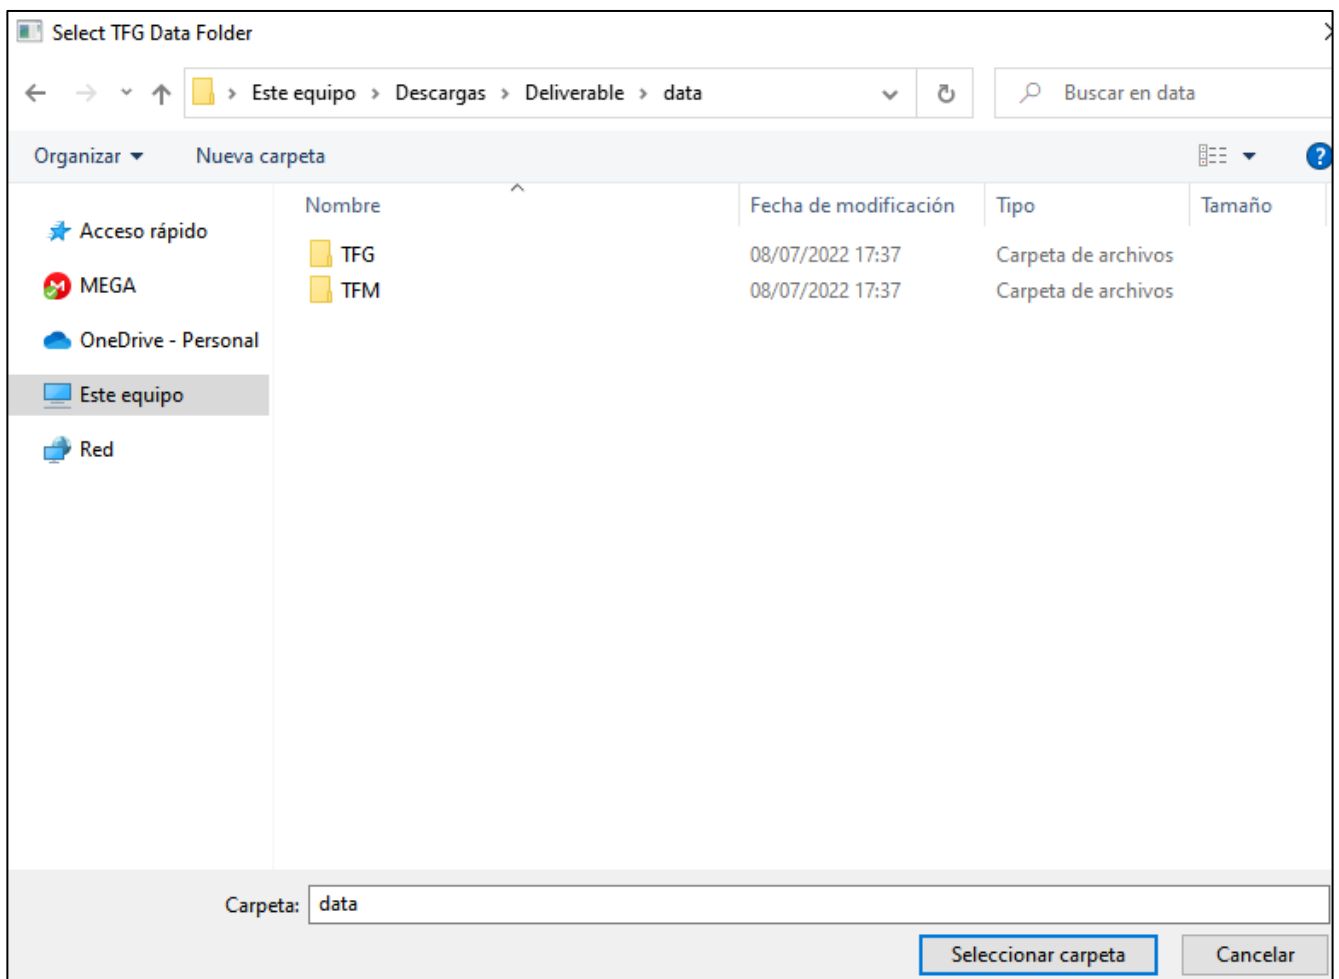 Select TFG Data Folder
Este equipo > Descargas > Deliverable > data
Buscar en data
Organizar
Nueva carpeta
?
Nombre
Fecha de modificación
Tipo
Tamaño
Acceso rápido
MEGA
OneDrive - Personal
Este equipo
Red
TFG 08/07/2022 17:37 Carpeta de archivos
TFM 08/07/2022 17:37 Carpeta de archivos
Carpeta: data
Seleccionar carpeta
Cancelar